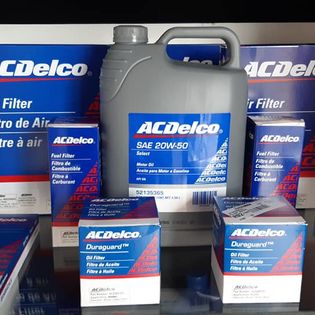 ACDelco
Air Filter
Filtro de Air
Filtre à air
ACDelco
SAE 20W-50
Select
Motor Oil
Aceite para Motor a Gasolina
52135365
ACDelco
Air Filter
Filtro de Aire
Filtre à air
ACDelco
Fuel Filter
Filtro de
Combustible
Filtre à
Carburant
ACDelco
Fuel Filter
Filtro de
Combustible
Filtre à
Carburant
ACDelco
Duraguard™
Oil Filter
Filtro de Aceite
Filtre à Huile
ACDelco
Duraguard™
Oil Filter
Filtro de Aceite
Filtre à Huile